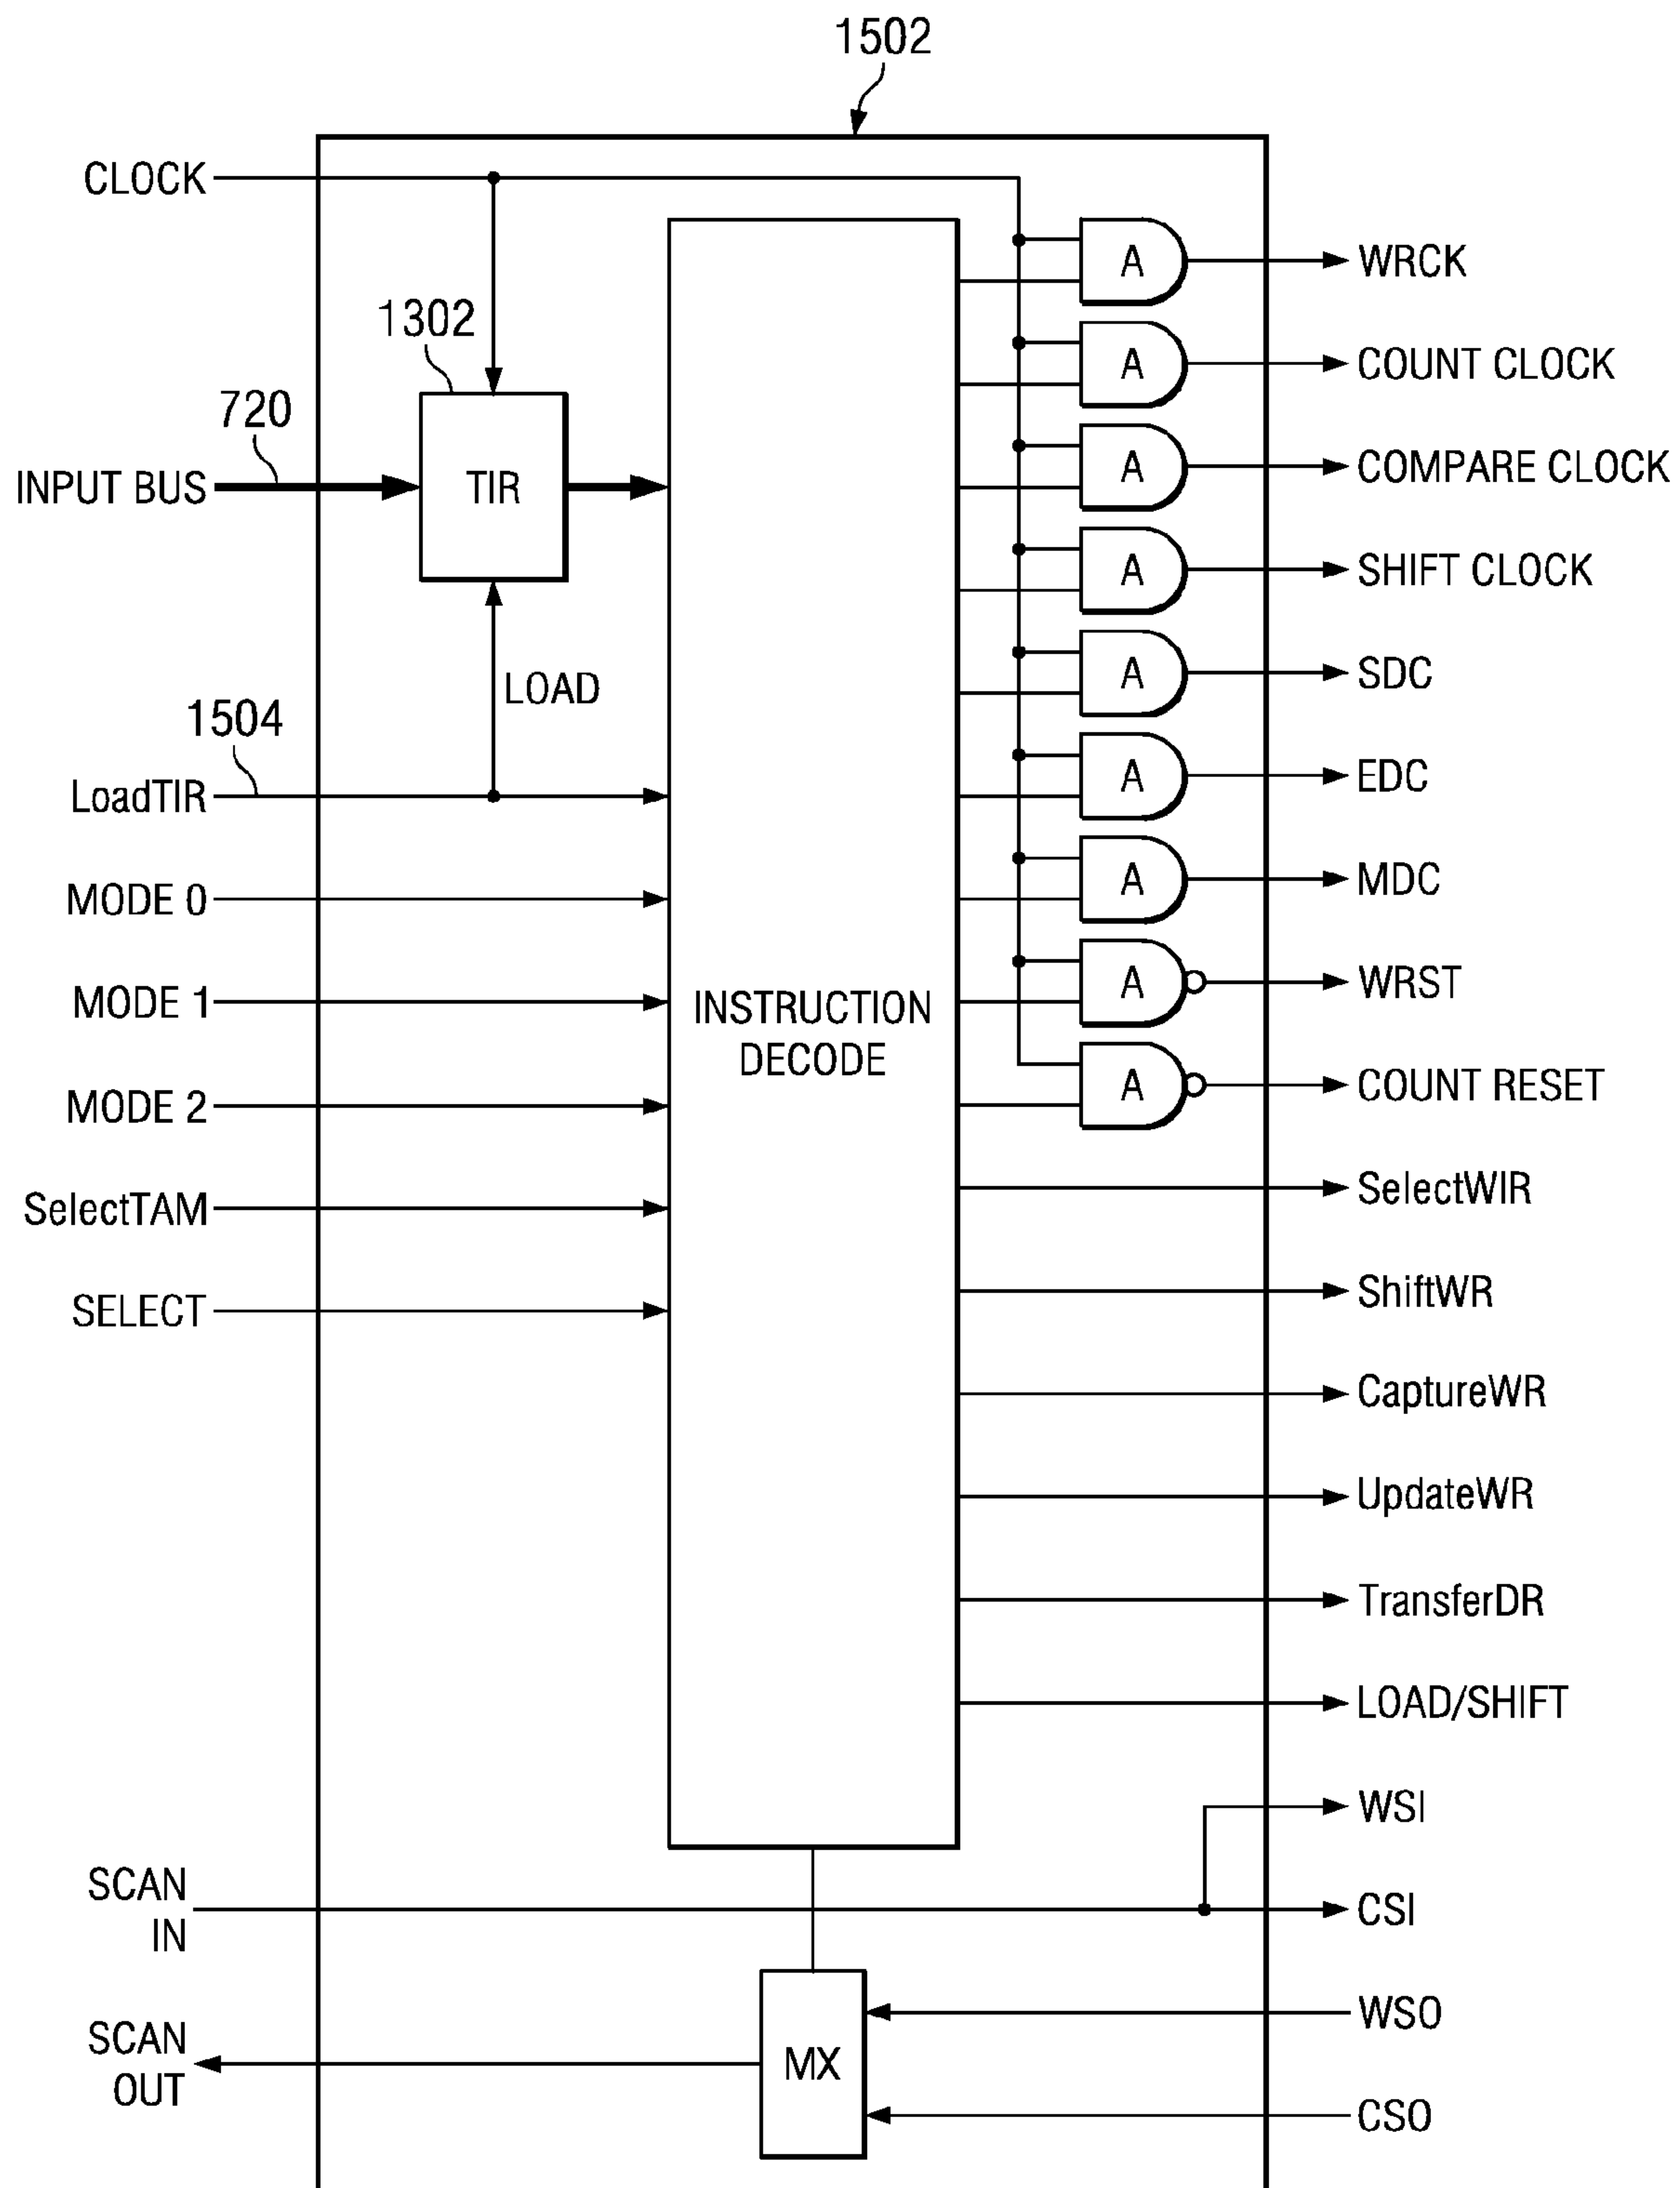 1502
CLOCK
A
WRCK
1302
A
COUNT CLOCK
720
INPUT BUS
TIR
A
COMPARE CLOCK
A
SHIFT CLOCK
LOAD
A
SDC
1504
LoadTIR
A
EDC
MODE 0
A
MDC
MODE 1
INSTRUCTION
DECODE
A
WRST
MODE 2
A
COUNT RESET
SelectTAM
SelectWIR
SELECT
ShiftWR
CaptureWR
UpdateWR
TransferDR
LOAD/SHIFT
WSI
SCAN
IN
CSI
SCAN
OUT
MX
WSO
CSO